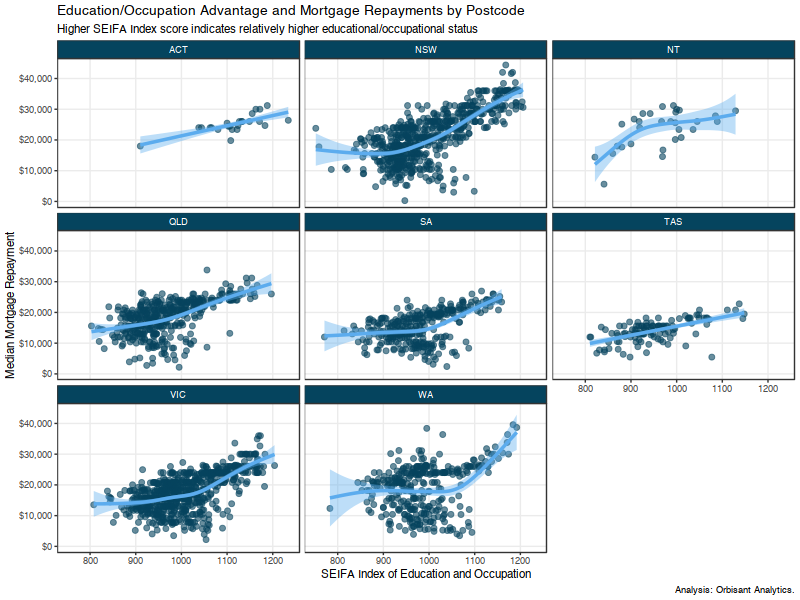 Education/Occupation Advantage and Mortgage Repayments by Postcode
Higher SEIFA Index score indicates relatively higher educational/occupational status
ACT
NSW
NT
$40,000
$30,000
$20,000
$10,000
$0
QLD
SA
TAS
$40,000
$30,000
$20,000
$10,000
$0
Median Mortgage Repayment
800 900 1000 1100 1200
VIC
WA
$40,000
$30,000
$20,000
$10,000
$0
800 900 1000 1100 1200
800 900 1000 1100 1200
SEIFA Index of Education and Occupation
Analysis: Orbisant Analytics.